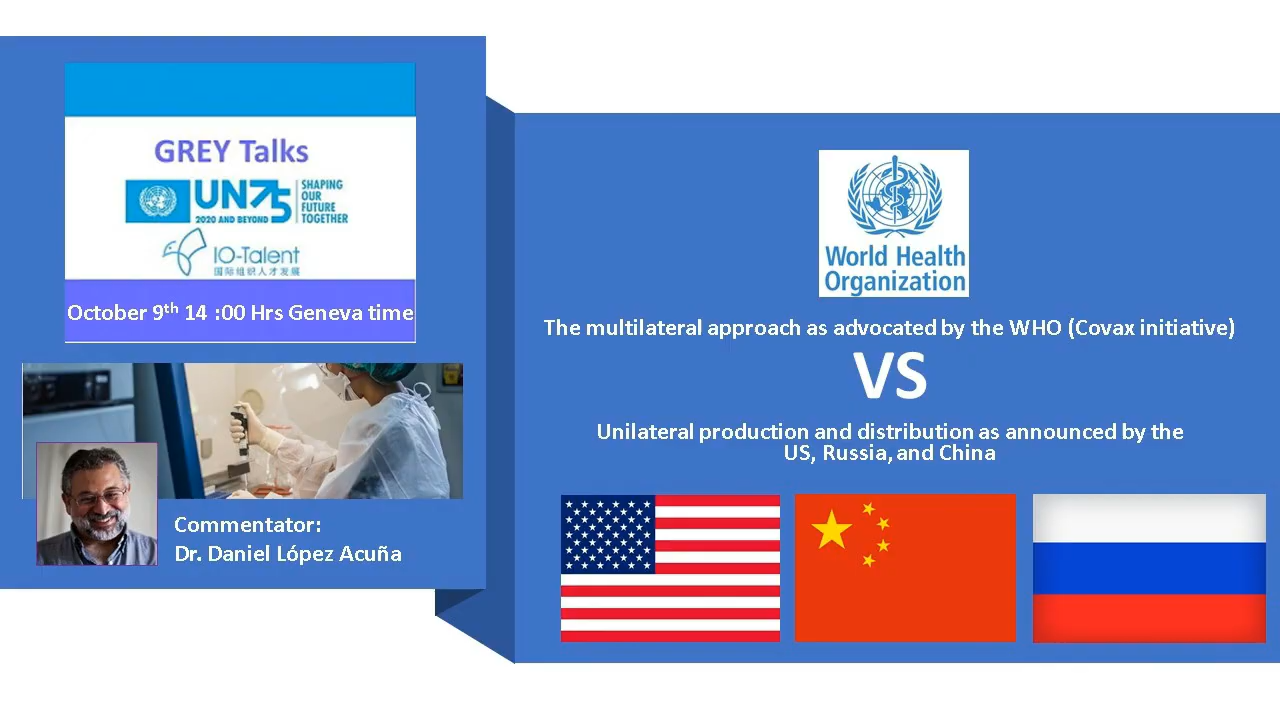 GREY Talks
UN75
2020 AND BEYOND
SHAPING
OUR
FUTURE
TOGETHER
IO-Talent
国际组织人才发展
October 9th 14 :00 Hrs Geneva time
Commentator:
Dr. Daniel López Acuña
World Health
Organization
The multilateral approach as advocated by the WHO (Covax initiative)
VS
Unilateral production and distribution as announced by the
US, Russia, and China